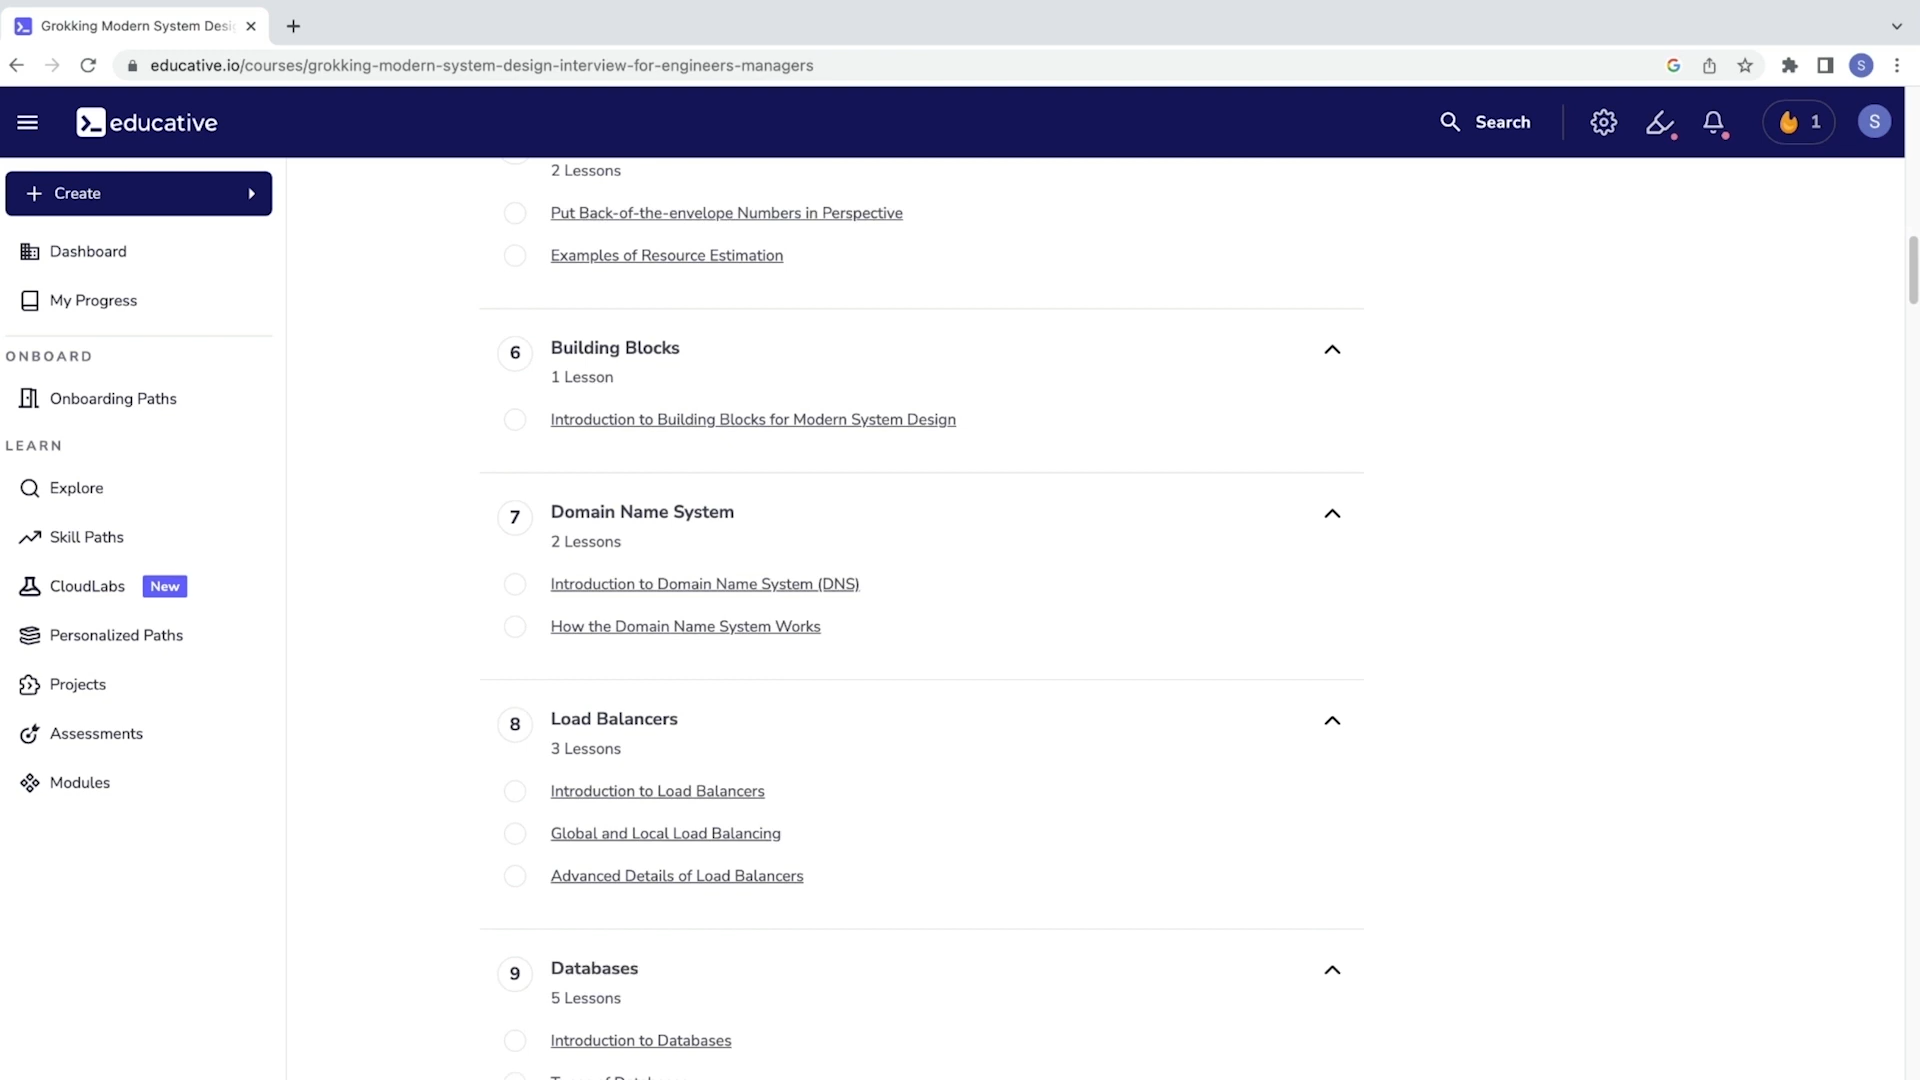 Grokking Modern System Desi
educative.io/courses/grokking-modern-system-design-interview-for-engineers-managers
S
educative
Search
1
S
Create
Dashboard
My Progress
ONBOARD
Onboarding Paths
LEARN
Explore
Skill Paths
CloudLabs New
Personalized Paths
Projects
Assessments
Modules
2 Lessons
Put Back-of-the-envelope Numbers in Perspective
Examples of Resource Estimation
6 Building Blocks
1 Lesson
Introduction to Building Blocks for Modern System Design
7 Domain Name System
2 Lessons
Introduction to Domain Name System (DNS)
How the Domain Name System Works
8 Load Balancers
3 Lessons
Introduction to Load Balancers
Global and Local Load Balancing
Advanced Details of Load Balancers
9 Databases
5 Lessons
Introduction to Databases